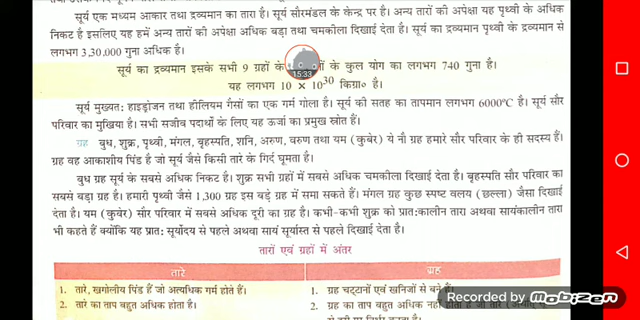 सूर्य एक मध्यम आकार तथा द्रव्यमान का तारा है। सूर्य सौरमंडल के केन्द्र पर है। अन्य तारों की अपेक्षा यह पृथ्वी के अधिक
निकट है इसलिए यह हमें अन्य तारों की अपेक्षा अधिक बड़ा तथा चमकीला दिखाई देता है। सूर्य का द्रव्यमान पृथ्वी के द्रव्यमान से
लगभग 3,30,000 गुना अधिक है।
सूर्य का द्रव्यमान इसके सभी 9 ग्रहों के के कुल योग का लगभग 740 गुना है।
15:33
यह लगभग 10 × 10³⁰ किग्रा० है।
सूर्य मुख्यत: हाइड्रोजन तथा हीलियम गैसों का एक गर्म गोला है। सूर्य की सतह का तापमान लगभग 6000°C है। सूर्य सौर
परिवार का मुखिया है। सभी सजीव पदार्थों के लिए यह ऊर्जा का प्रमुख स्रोत है।
ग्रह बुध, शुक्र, पृथ्वी, मंगल, बृहस्पति, शनि, अरुण, वरुण तथा यम (कुबेर) ये नौ ग्रह हमारे सौर परिवार के ही सदस्य हैं।
ग्रह वह आकाशीय पिंड है जो सूर्य जैसे किसी तारे के गिर्द घूमता है।
बुध ग्रह सूर्य के सबसे अधिक निकट है। शुक्र सभी ग्रहों में सबसे अधिक चमकीला दिखाई देता है। बृहस्पति सौर परिवार का
सबसे बड़ा ग्रह है। हमारी पृथ्वी जैसे 1,300 ग्रह इस बड़े ग्रह में समा सकते हैं। मंगल ग्रह कुछ स्पष्ट वलय (छल्ला) जैसा दिखाई
देता है। यम (कुबेर) सौर परिवार में सबसे अधिक दूरी का ग्रह है। कभी-कभी शुक्र को प्रात:कालीन तारा अथवा सायंकालीन तारा
भी कहते हैं क्योंकि यह प्रात: सूर्योदय से पहले अथवा सायं सूर्यास्त से पहले दिखाई देता है।
तारों एवं ग्रहों में अंतर
तारे
ग्रह
1. तारे, खगोलीय पिंड हैं जो अत्यधिक गर्म होते हैं।
1. ग्रह चट्टानों एवं खनिजों से बने हैं।
2. तारे का ताप बहुत अधिक होता है।
2. ग्रह का ताप बहुत अधिक नहीं
Recorded by Mobizen